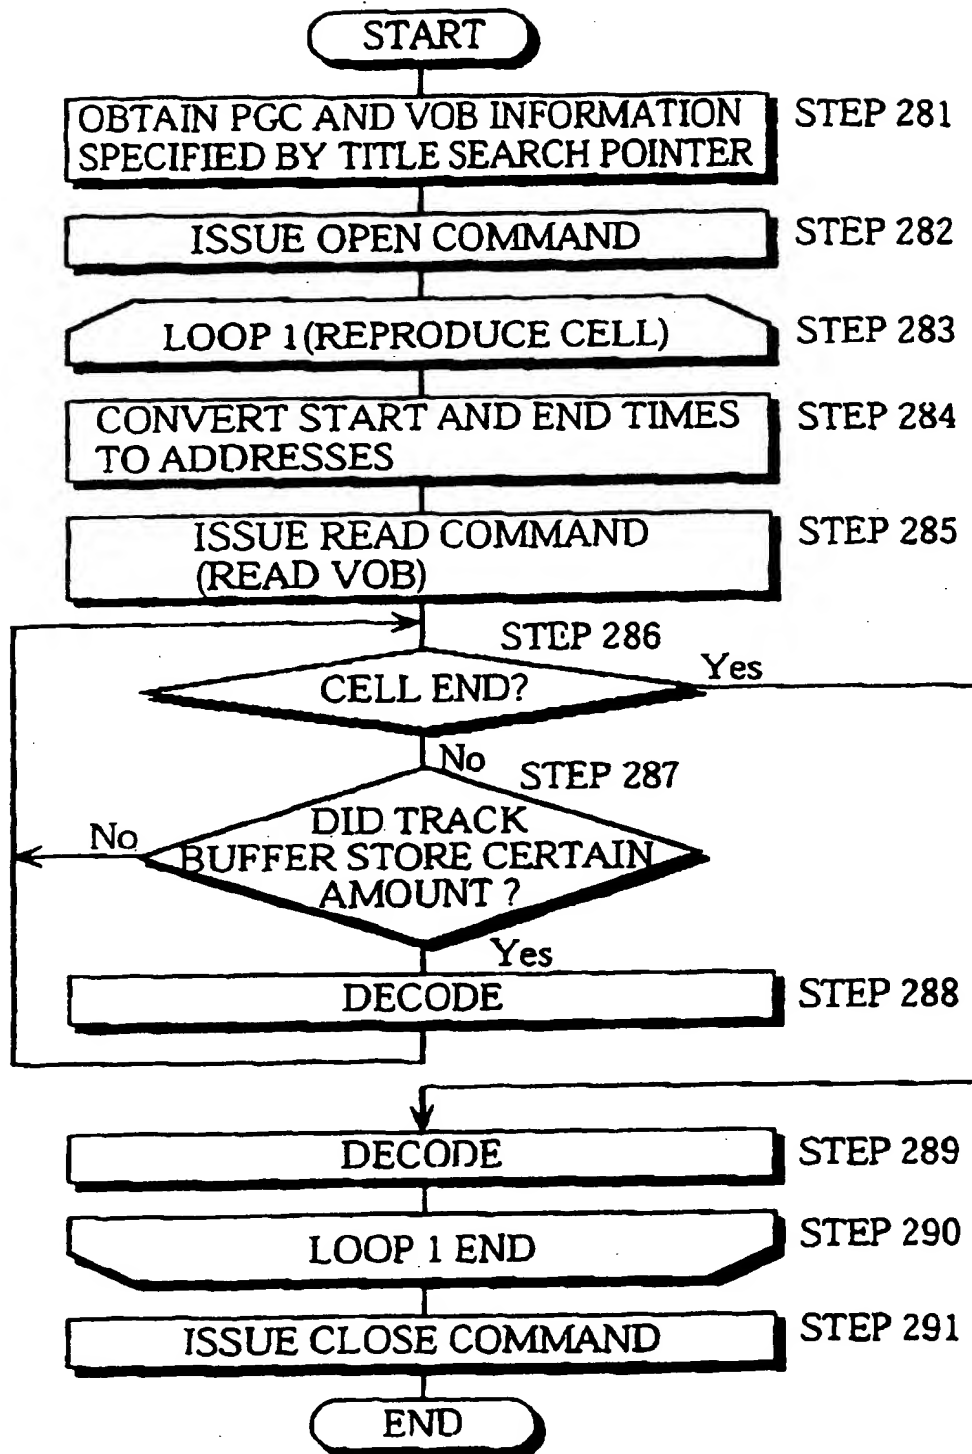 START
OBTAIN PGC AND VOB INFORMATION
SPECIFIED BY TITLE SEARCH POINTER
STEP 281
ISSUE OPEN COMMAND
STEP 282
LOOP 1 (REPRODUCE CELL)
STEP 283
CONVERT START AND END TIMES
TO ADDRESSES
STEP 284
ISSUE READ COMMAND
(READ VOB)
STEP 285
STEP 286
CELL END?
Yes
No
STEP 287
DID TRACK
BUFFER STORE CERTAIN
AMOUNT ?
No
Yes
DECODE
STEP 288
DECODE
STEP 289
LOOP 1 END
STEP 290
ISSUE CLOSE COMMAND
STEP 291
END